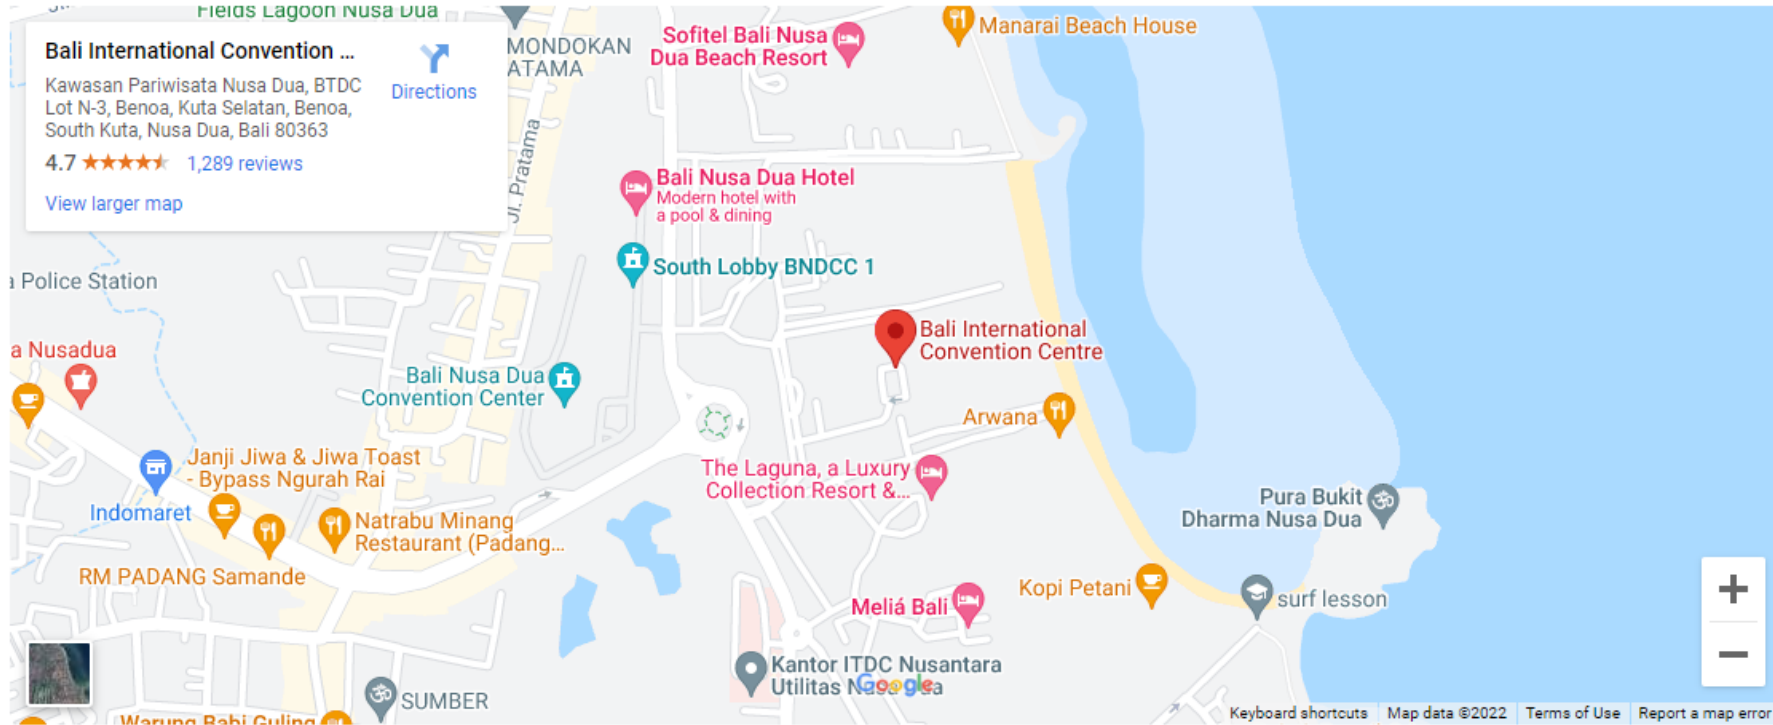 Fields Lagoon Nusa Dua
Bali International Convention ...
Kawasan Pariwisata Nusa Dua, BTDC
Lot N-3, Benoa, Kuta Selatan, Benoa,
South Kuta, Nusa Dua, Bali 80363
4.7
1,289 reviews
View larger map
Directions
MONDOKAN
ATAMA
Jl. Pratama
Sofitel Bali Nusa
Dua Beach Resort
Manarai Beach House
Bali Nusa Dua Hotel
Modern hotel with
a pool & dining
South Lobby BNDCC 1
a Police Station
Bali International
Convention Centre
a Nusadua
Bali Nusa Dua
Convention Center
Arwana
Janji Jiwa & Jiwa Toast
- Bypass Ngurah Rai
The Laguna, a Luxury
Collection Resort &...
Indomaret
Natrabu Minang
Restaurant (Padang...
Pura Bukit
Dharma Nusa Dua
RM PADANG Samande
Meliá Bali
Kopi Petani
surf lesson
Kantor ITDC Nusantara
Utilitas Nusa Dua
Google
SUMBER
Warung Babi Guling
Keyboard shortcuts
Map data ©2022
Terms of Use
Report a map error